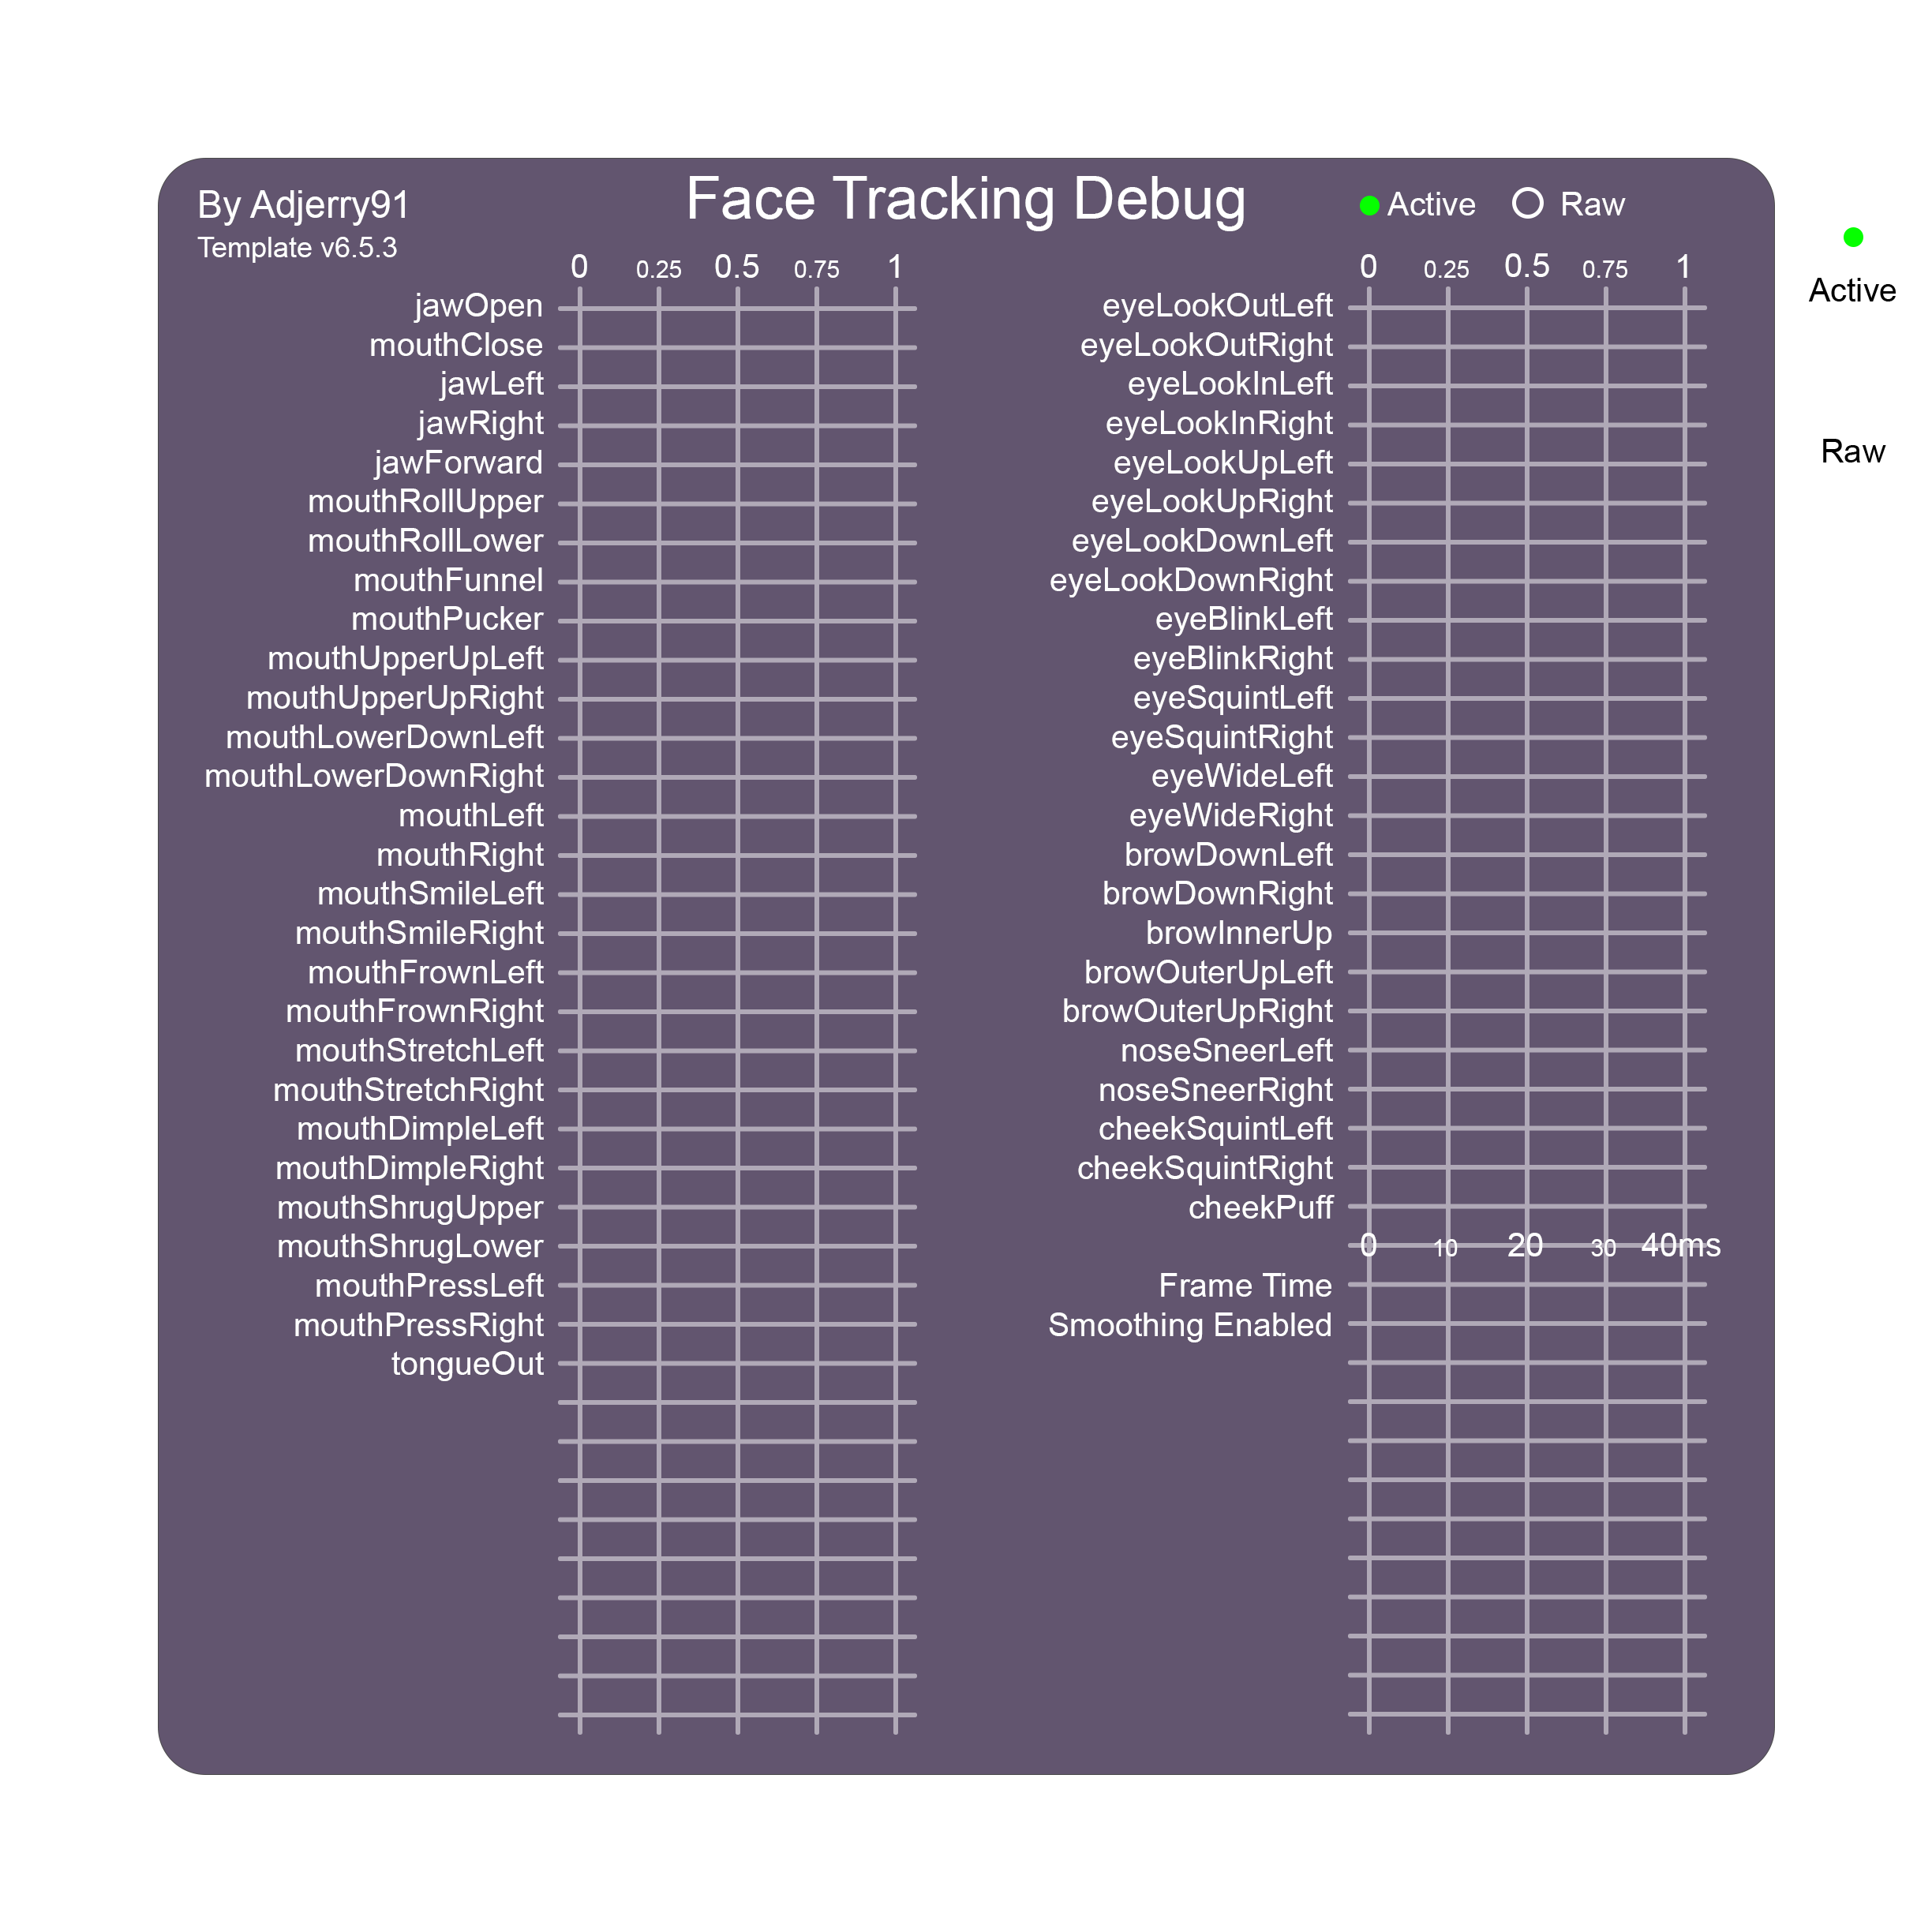 Face Tracking Debug
By Adjerry91
Template v6.5.3
Active Raw
0 0.25 0.5 0.75 1
jawOpen
mouthClose
jawLeft
jawRight
jawForward
mouthRollUpper
mouthRollLower
mouthFunnel
mouthPucker
mouthUpperUpLeft
mouthUpperUpRight
mouthLowerDownLeft
mouthLowerDownRight
mouthLeft
mouthRight
mouthSmileLeft
mouthSmileRight
mouthFrownLeft
mouthFrownRight
mouthStretchLeft
mouthStretchRight
mouthDimpleLeft
mouthDimpleRight
mouthShrugUpper
mouthShrugLower
mouthPressLeft
mouthPressRight
tongueOut
0 0.25 0.5 0.75 1
eyeLookOutLeft
eyeLookOutRight
eyeLookInLeft
eyeLookInRight
eyeLookUpLeft
eyeLookUpRight
eyeLookDownLeft
eyeLookDownRight
eyeBlinkLeft
eyeBlinkRight
eyeSquintLeft
eyeSquintRight
eyeWideLeft
eyeWideRight
browDownLeft
browDownRight
browInnerUp
browOuterUpLeft
browOuterUpRight
noseSneerLeft
noseSneerRight
cheekSquintLeft
cheekSquintRight
cheekPuff
0 10 20 30 40ms
Frame Time
Smoothing Enabled
Active
Raw